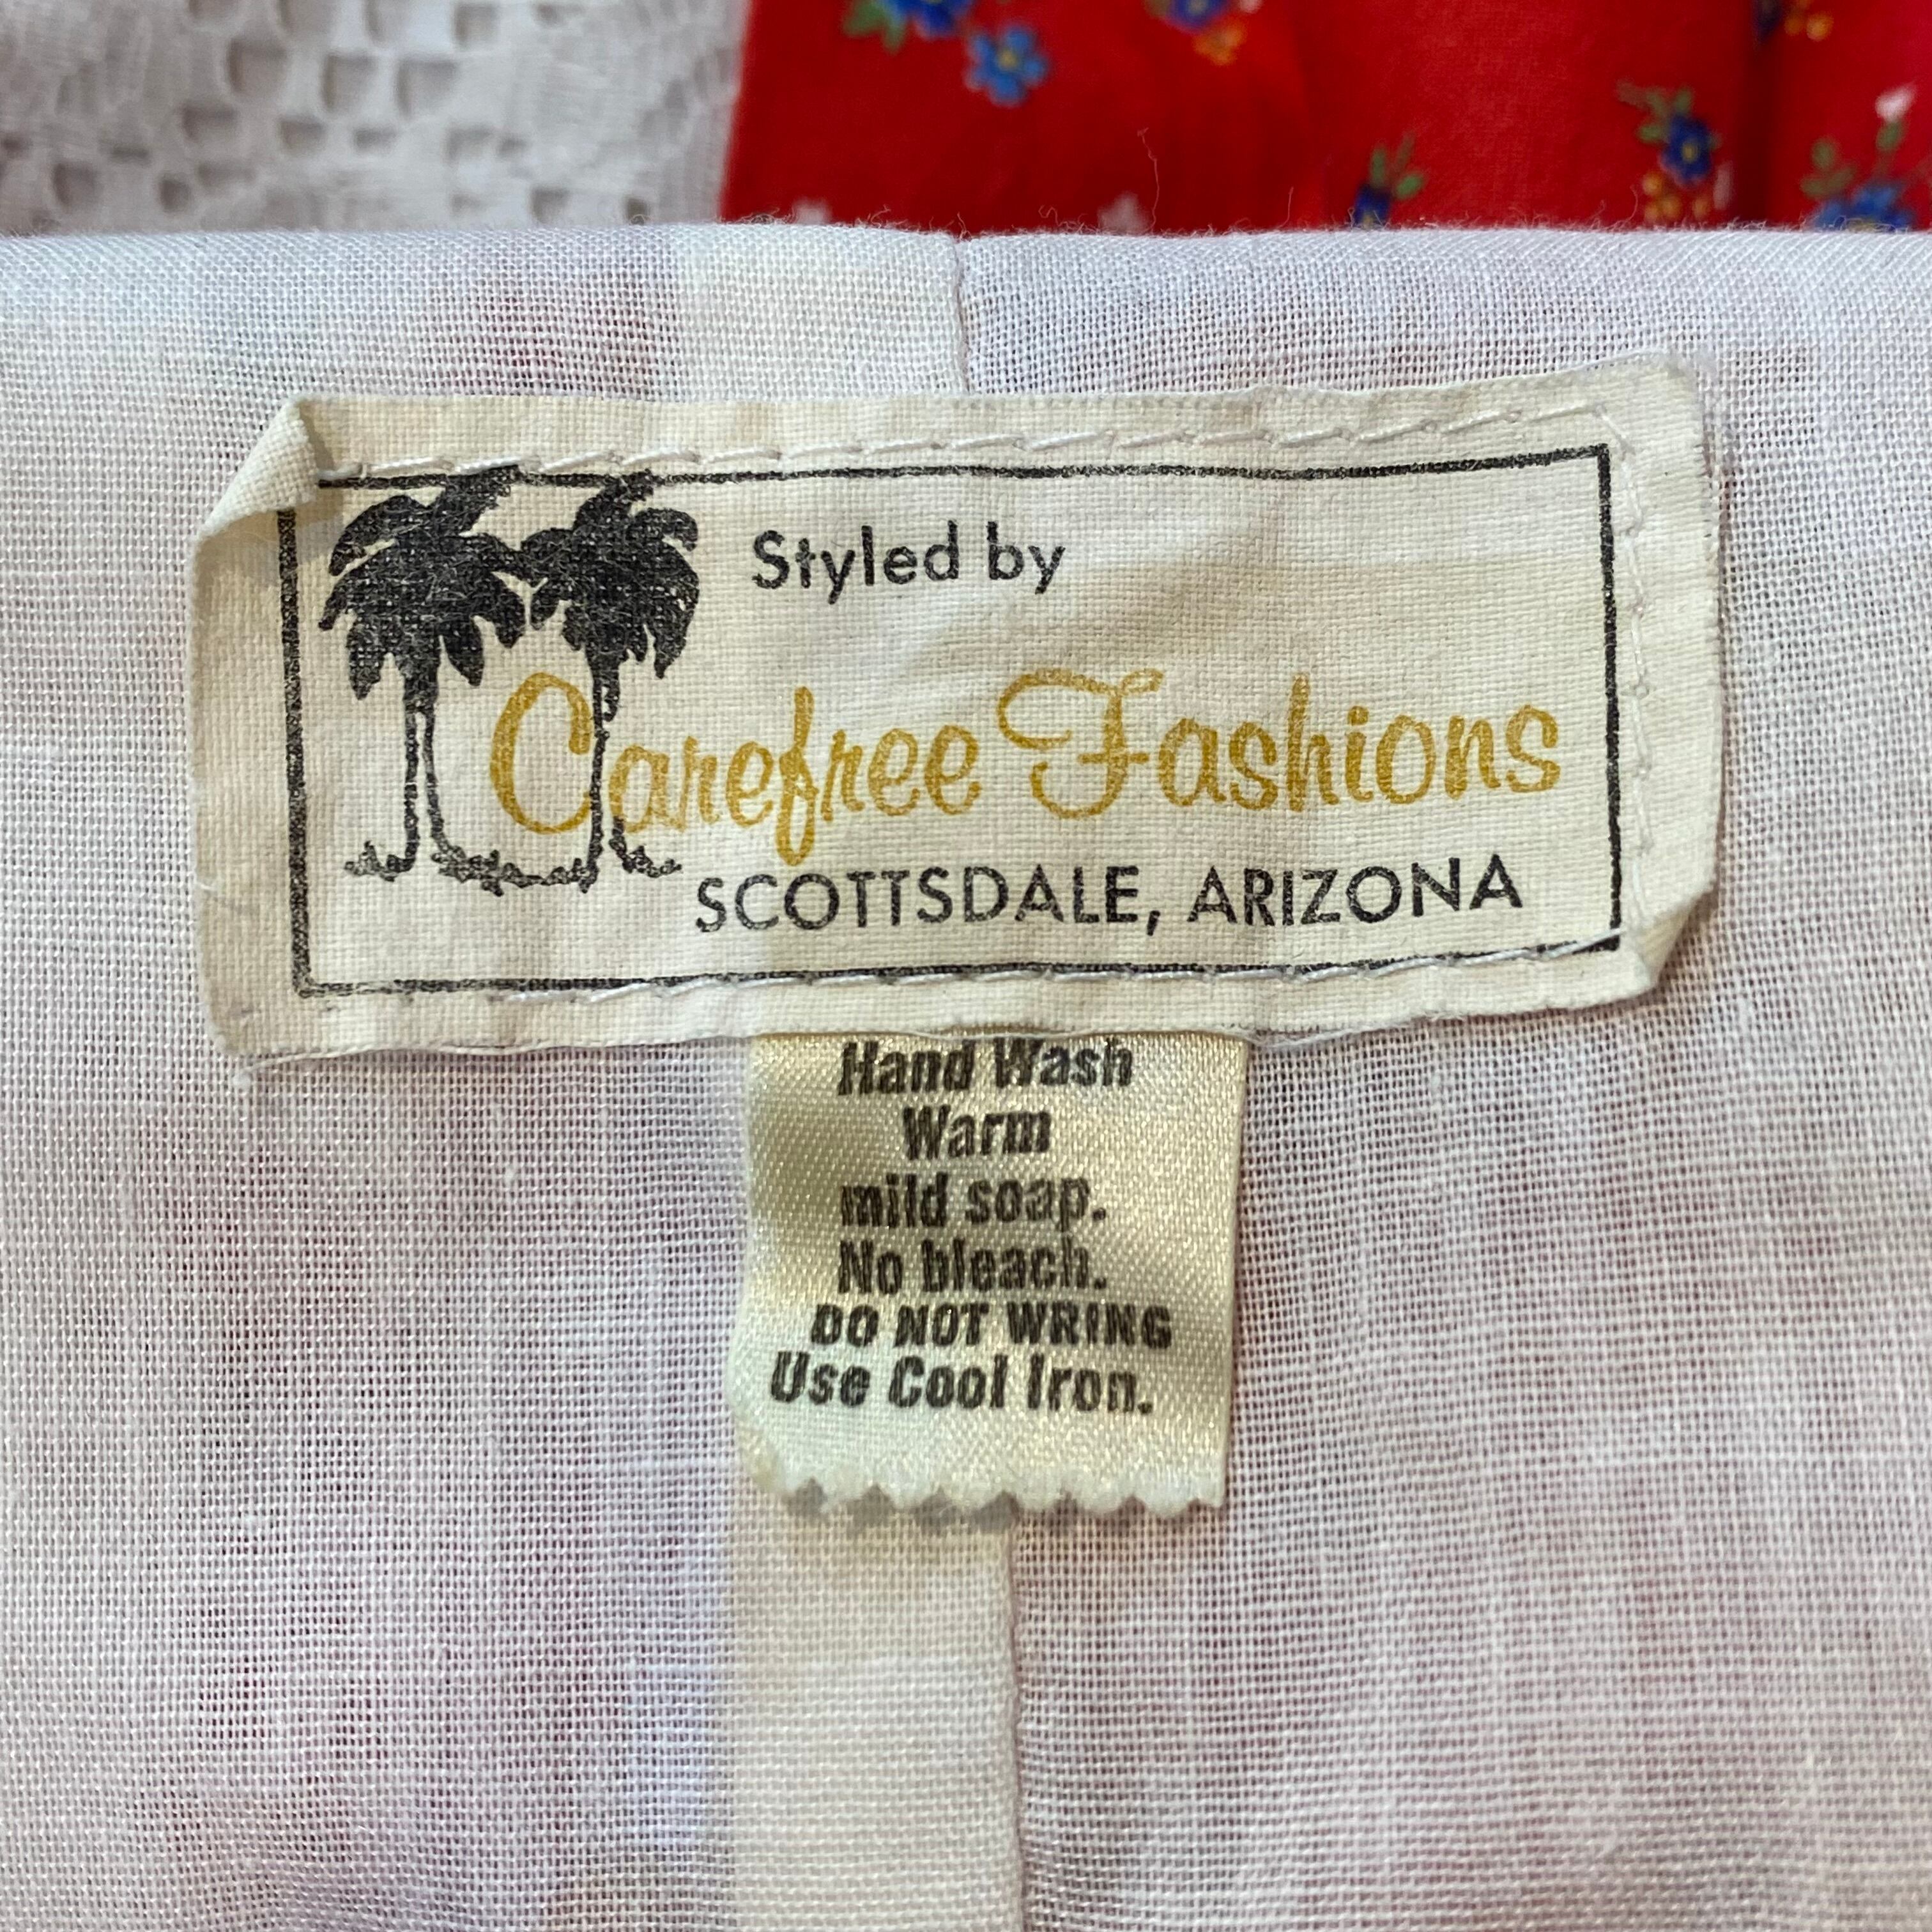 Styled by
Carefree Fashions
SCOTTSDALE, ARIZONA
Hand Wash
Warm
mild soap.
No bleach.
DO NOT WRING
Use Cool Iron.